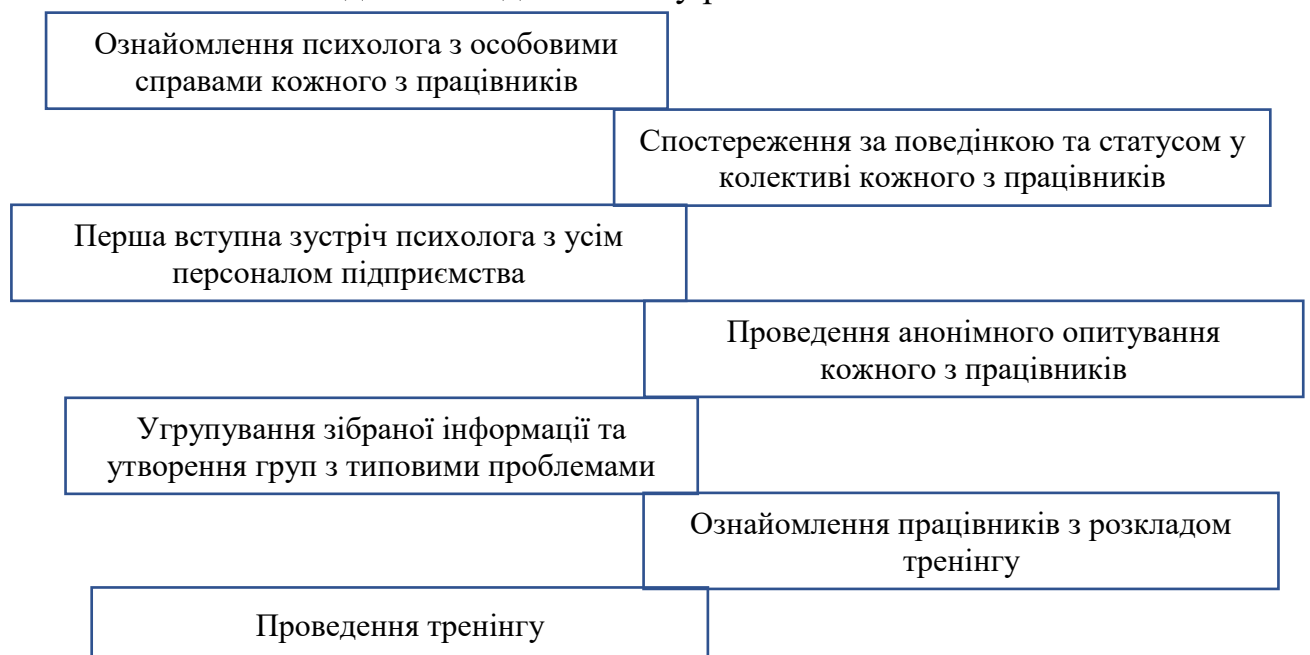 Ознайомлення психолога з особовими
справами кожного з працівників
Спостереження за поведінкою та статусом у
колективі кожного з працівників
Перша вступна зустріч психолога з усім
персоналом підприємства
Проведення анонімного опитування
кожного з працівників
Угрупування зібраної інформації та
утворення груп з типовими проблемами
Ознайомлення працівників з розкладом
тренінгу
Проведення тренінгу